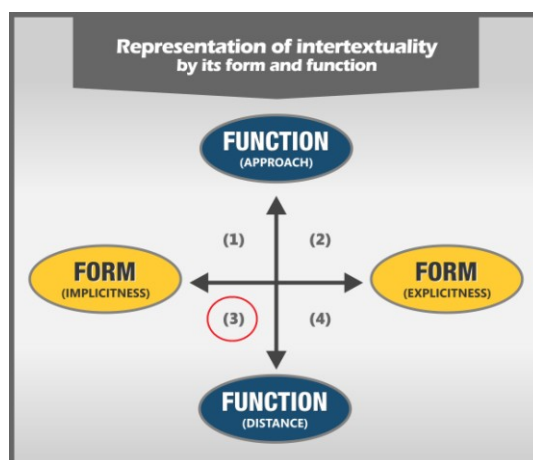 Representation of intertextuality
by its form and function
FUNCTION
(APPROACH)
(1) (2)
FORM
(IMPLICITNESS)
FORM
(EXPLICITNESS)
(3) (4)
FUNCTION
(DISTANCE)